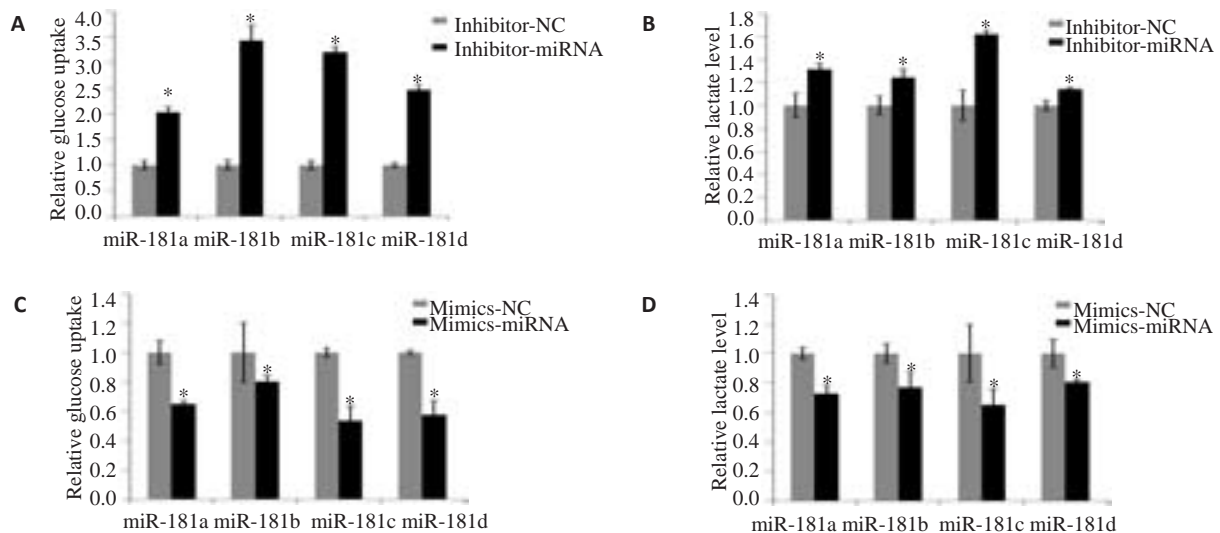 A
Relative glucose uptake
4.0
3.5
3.0
2.5
2.0
1.5
1.0
0.5
0.0
* * * *
Inhibitor-NC
Inhibitor-miRNA
miR-181a miR-181b miR-181c miR-181d
B
Relative lactate level
1.8
1.6
1.4
1.2
1.0
0.8
0.6
0.4
0.2
0.0
* * * *
Inhibitor-NC
Inhibitor-miRNA
miR-181a miR-181b miR-181c miR-181d
C
Relative glucose uptake
1.4
1.2
1.0
0.8
0.6
0.4
0.2
0.0
* * * *
Mimics-NC
Mimics-miRNA
miR-181a miR-181b miR-181c miR-181d
D
Relative lactate level
1.4
1.2
1.0
0.8
0.6
0.4
0.2
0.0
* * * *
Mimics-NC
Mimics-miRNA
miR-181a miR-181b miR-181c miR-181d